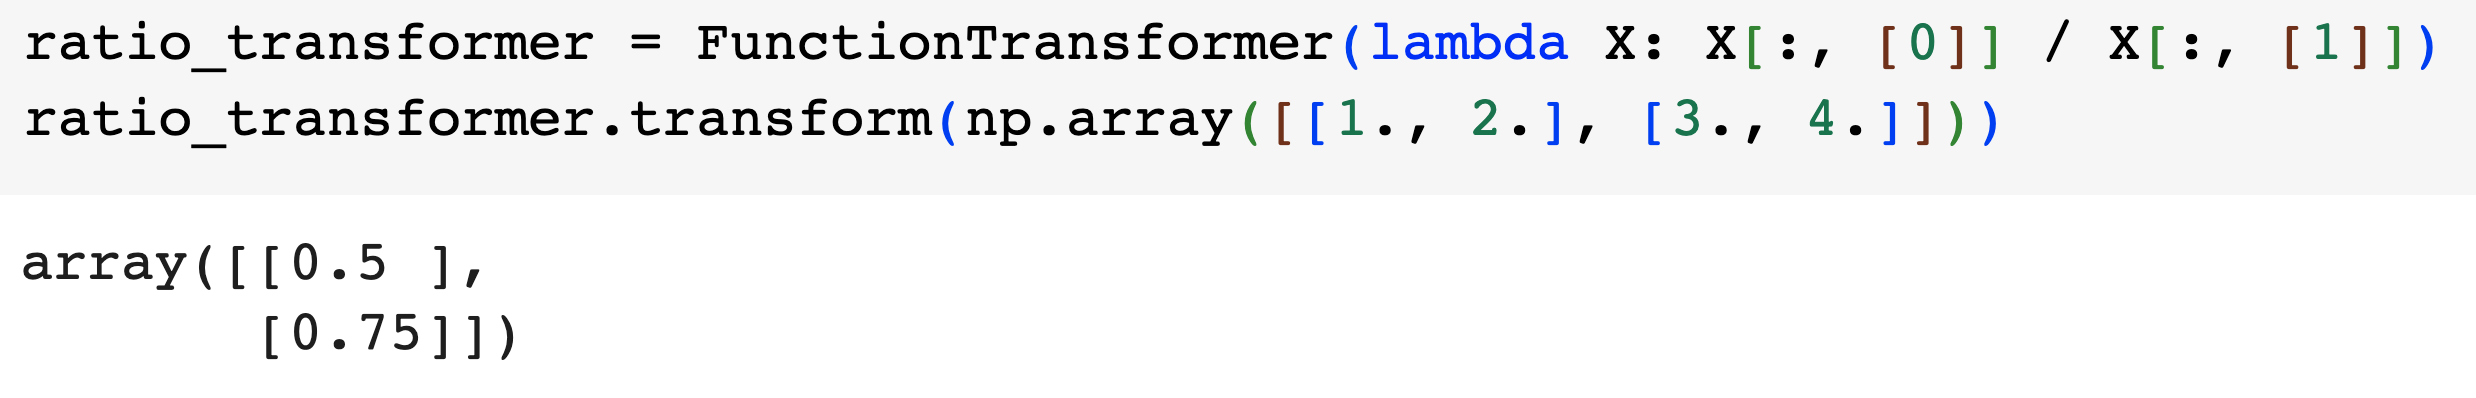 ratio_transformer = FunctionTransformer(lambda X: X[:, [0]] / X[:, [1]])
ratio_transformer.transform(np.array([[1., 2.], [3., 4.]]))
array([[0.5 ],
       [0.75]])